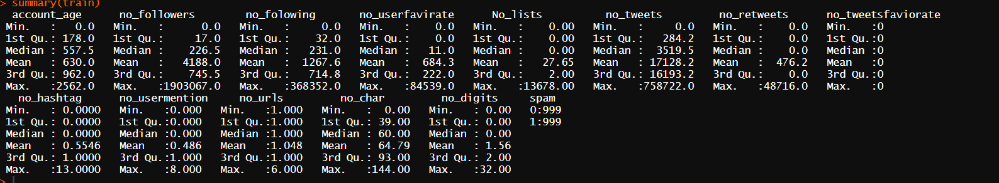 > summary(train)
  account_age      no_followers       no_folowing       no_userfavirate      No_lists          no_tweets         no_retweets      no_tweetsfaviorate
 Min.   :   0.0   Min.   :      0.0   Min.   :     0.0   Min.   :    0.0   Min.   :    0.00   Min.   :     0.0   Min.   :    0.0   Min.   :0
 1st Qu.: 178.0   1st Qu.:     17.0   1st Qu.:    32.0   1st Qu.:    0.0   1st Qu.:    0.00   1st Qu.:   284.2   1st Qu.:    0.0   1st Qu.:0
 Median : 557.5   Median :    226.5   Median :   231.0   Median :   11.0   Median :    0.00   Median :  3519.5   Median :    0.0   Median :0
 Mean   : 630.0   Mean   :   4188.0   Mean   :  1267.6   Mean   :  684.3   Mean   :   27.65   Mean   : 17128.2   Mean   :  476.2   Mean   :0
 3rd Qu.: 962.0   3rd Qu.:    745.5   3rd Qu.:   714.8   3rd Qu.:  222.0   3rd Qu.:    2.00   3rd Qu.: 16193.2   3rd Qu.:    0.0   3rd Qu.:0
 Max.   :2562.0   Max.   :1903067.0   Max.   :368352.0   Max.   :84539.0   Max.   :13678.00   Max.   :758722.0   Max.   :48716.0   Max.   :0
   no_hashtag      no_usermention     no_urls         no_char         no_digits     spam
 Min.   : 0.0000   Min.   :0.000   Min.   :1.000   Min.   :  0.00   Min.   : 0.00   0:999
 1st Qu.: 0.0000   1st Qu.:0.000   1st Qu.:1.000   1st Qu.: 39.00   1st Qu.: 0.00   1:999
 Median : 0.0000   Median :0.000   Median :1.000   Median : 60.00   Median : 0.00
 Mean   : 0.5546   Mean   :0.486   Mean   :1.048   Mean   : 64.79   Mean   : 1.56
 3rd Qu.: 1.0000   3rd Qu.:1.000   3rd Qu.:1.000   3rd Qu.: 93.00   3rd Qu.: 2.00
 Max.   :13.0000   Max.   :8.000   Max.   :6.000   Max.   :144.00   Max.   :32.00
>